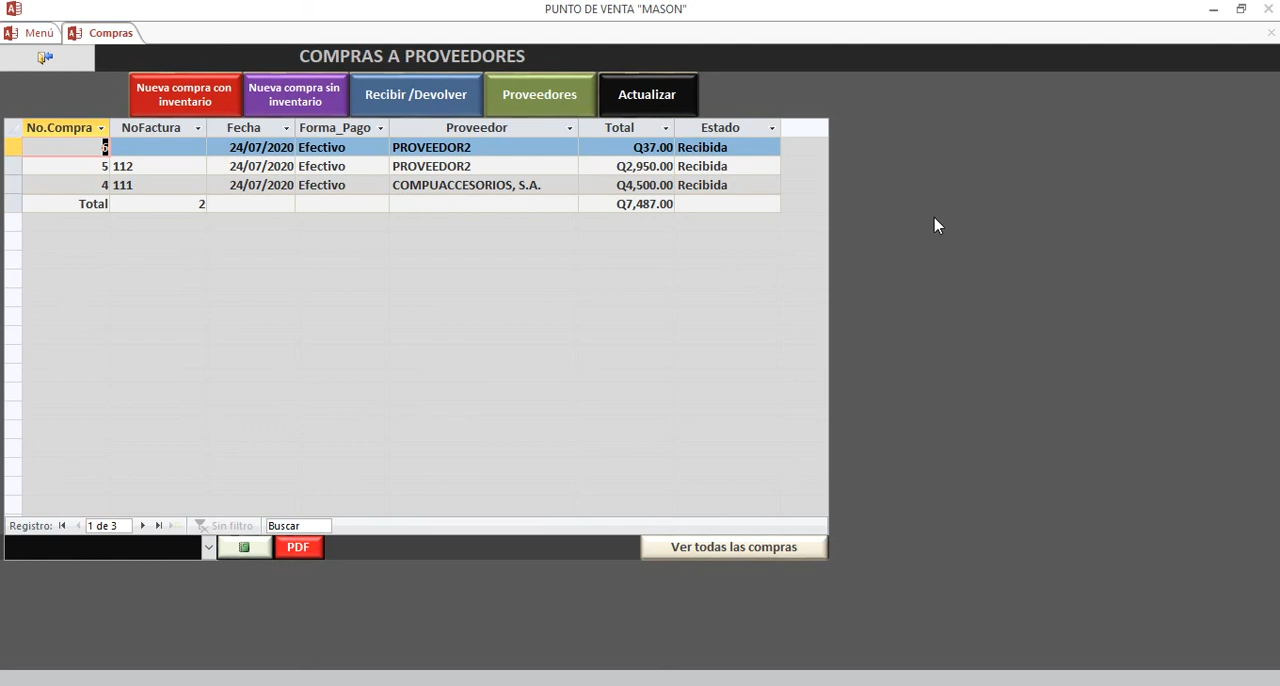 PUNTO DE VENTA "MASON"
Menú Compras
COMPRAS A PROVEEDORES
Nueva compra con inventario
Nueva compra sin inventario
Recibir /Devolver
Proveedores
Actualizar
No.Compra NoFactura Fecha Forma_Pago Proveedor Total Estado
6 24/07/2020 Efectivo PROVEEDOR2 Q37.00 Recibida
5 112 24/07/2020 Efectivo PROVEEDOR2 Q2,950.00 Recibida
4 111 24/07/2020 Efectivo COMPUACCESORIOS, S.A. Q4,500.00 Recibida
Total 2 Q7,487.00
Registro: 1 de 3 Sin filtro Buscar
PDF Ver todas las compras